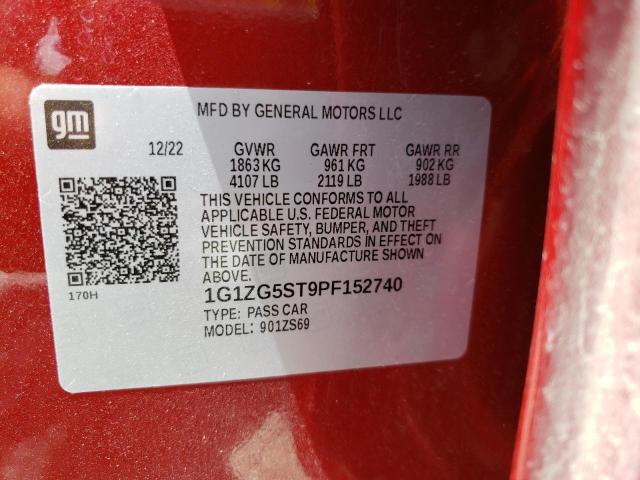 gm
MFD BY GENERAL MOTORS LLC
12/22 GVWR GAWR FRT GAWR RR
1863 KG 961 KG 902 KG
4107 LB 2119 LB 1988 LB
THIS VEHICLE CONFORMS TO ALL
APPLICABLE U.S. FEDERAL MOTOR
VEHICLE SAFETY, BUMPER, AND THEFT
PREVENTION STANDARDS IN EFFECT ON
THE DATE OF MANUFACTURE SHOWN
ABOVE.
170H
1G1ZG5ST9PF152740
TYPE: PASS CAR
MODEL: 901ZS69